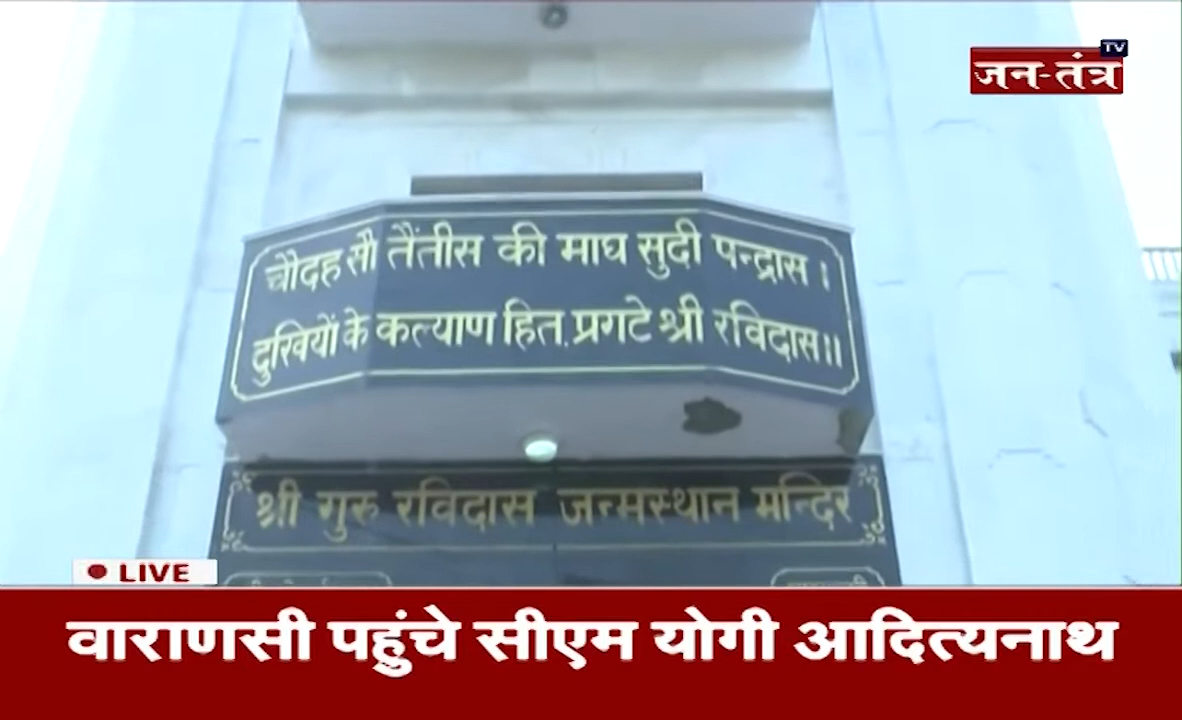 TV
जन-तंत्र
चौदह सौ तैंतीस की माघ सुदी पन्द्रास ।
दुखियों के कल्याण हित प्रगटे श्री रविदास ।।
श्री गुरु रविदास जन्मस्थान मन्दिर
LIVE
वाराणसी पहुंचे सीएम योगी आदित्यनाथ